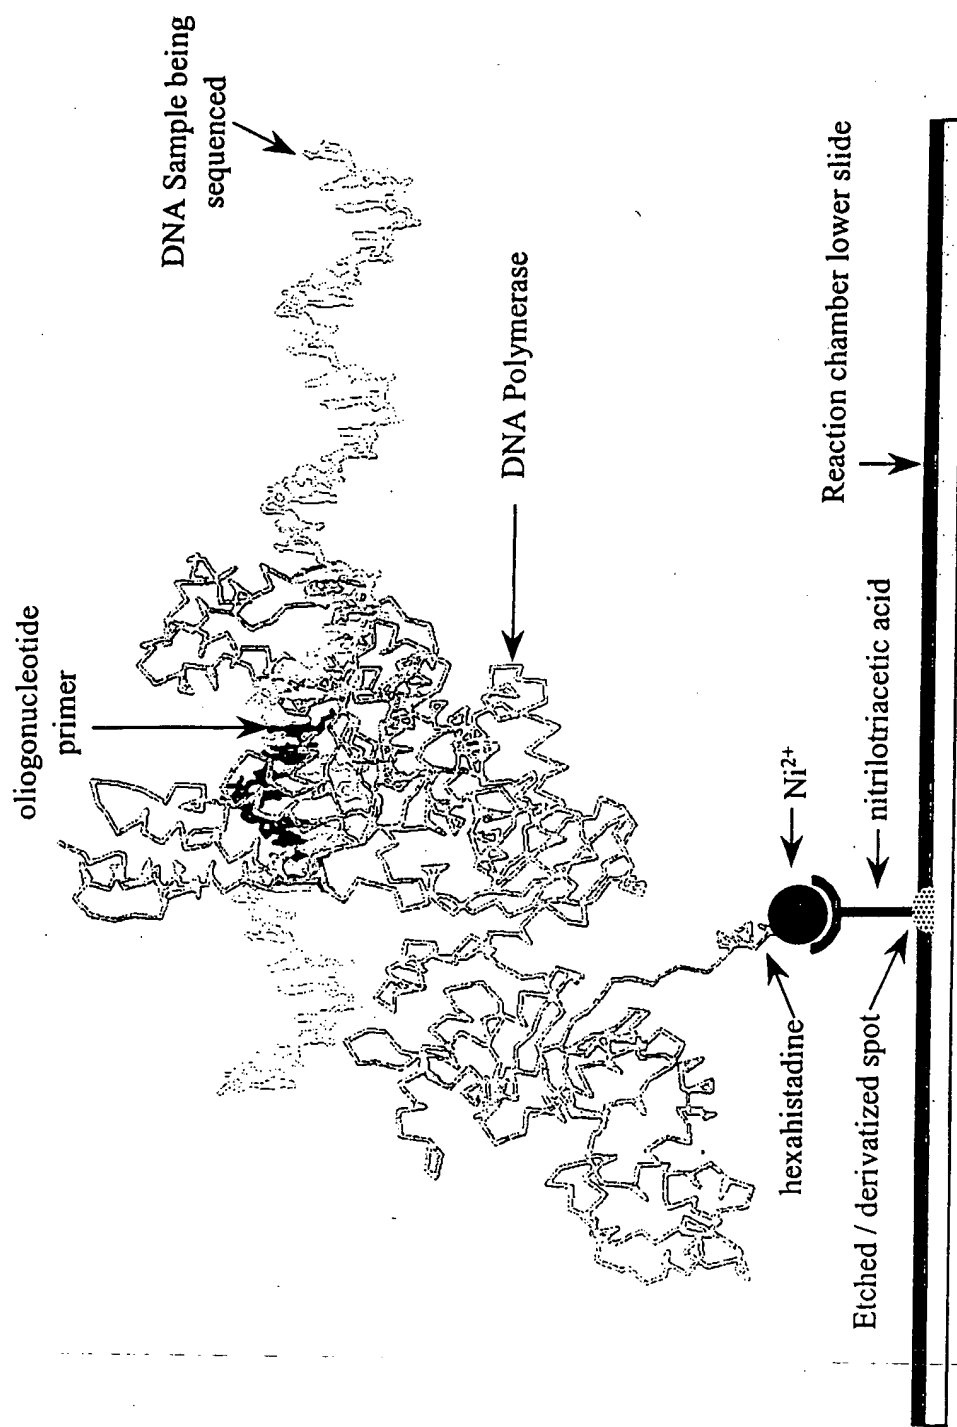 DNA Sample being
sequenced
oliogonucleotide
primer
DNA Polymerase
Reaction chamber lower slide
Ni2+
nitrilotriacetic acid
hexahistadine
Etched / derivatized spot